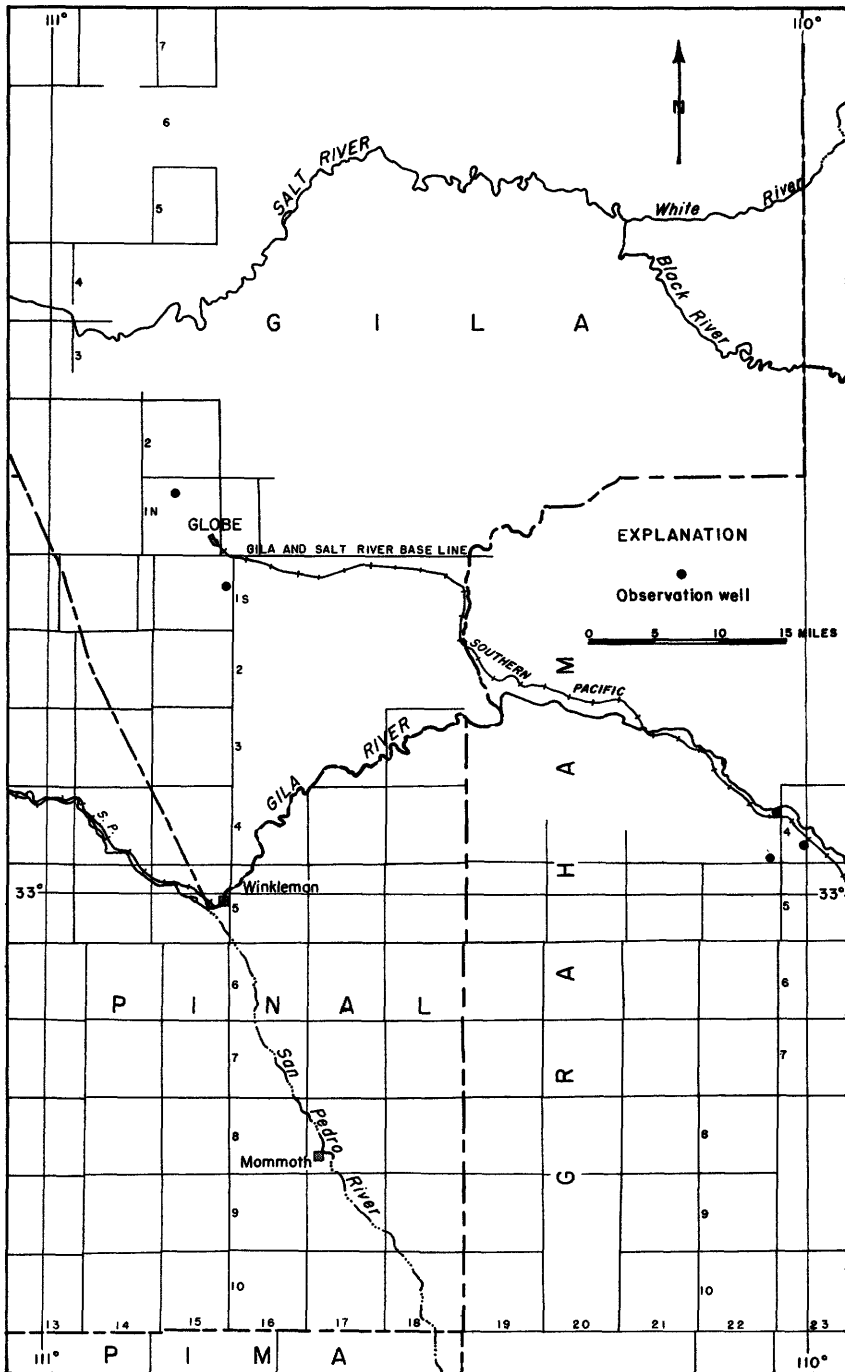 111°
110°
7
N
6
SALT RIVER
5
White River
4
Black River
G I L A
3
2
1N
GLOBE
GILA AND SALT RIVER BASE LINE
EXPLANATION
Observation well
1S
0 5 10 15 MILES
SOUTHERN PACIFIC
2
GILA RIVER
3
S. P.
4
4
33°
Winkleman
33°
5
5
G R A H A M
6
6
P I N A L
7
7
San Pedro River
8
8
Mommoth
9
9
10
10
13 14 15 16 17 18 19 20 21 22 23
111°
P I M A
110°